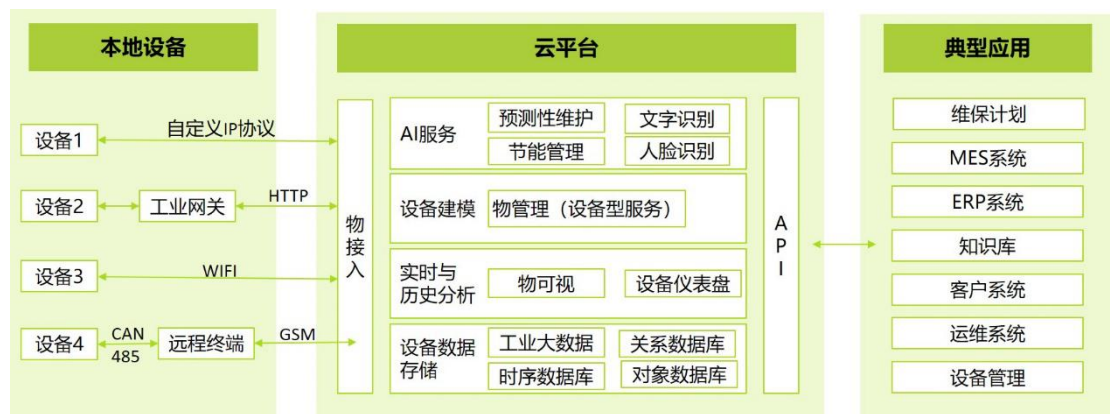 本地设备
设备1
自定义IP协议
设备2
工业网关
HTTP
设备3
WIFI
设备4
CAN
485
远程终端
GSM
云平台
物接入
AI服务
预测性维护
文字识别
节能管理
人脸识别
设备建模
物管理（设备型服务）
实时与
历史分析
物可视
设备仪表盘
设备数据
存储
工业大数据
关系数据库
时序数据库
对象数据库
API
典型应用
维保计划
MES系统
ERP系统
知识库
客户系统
运维系统
设备管理